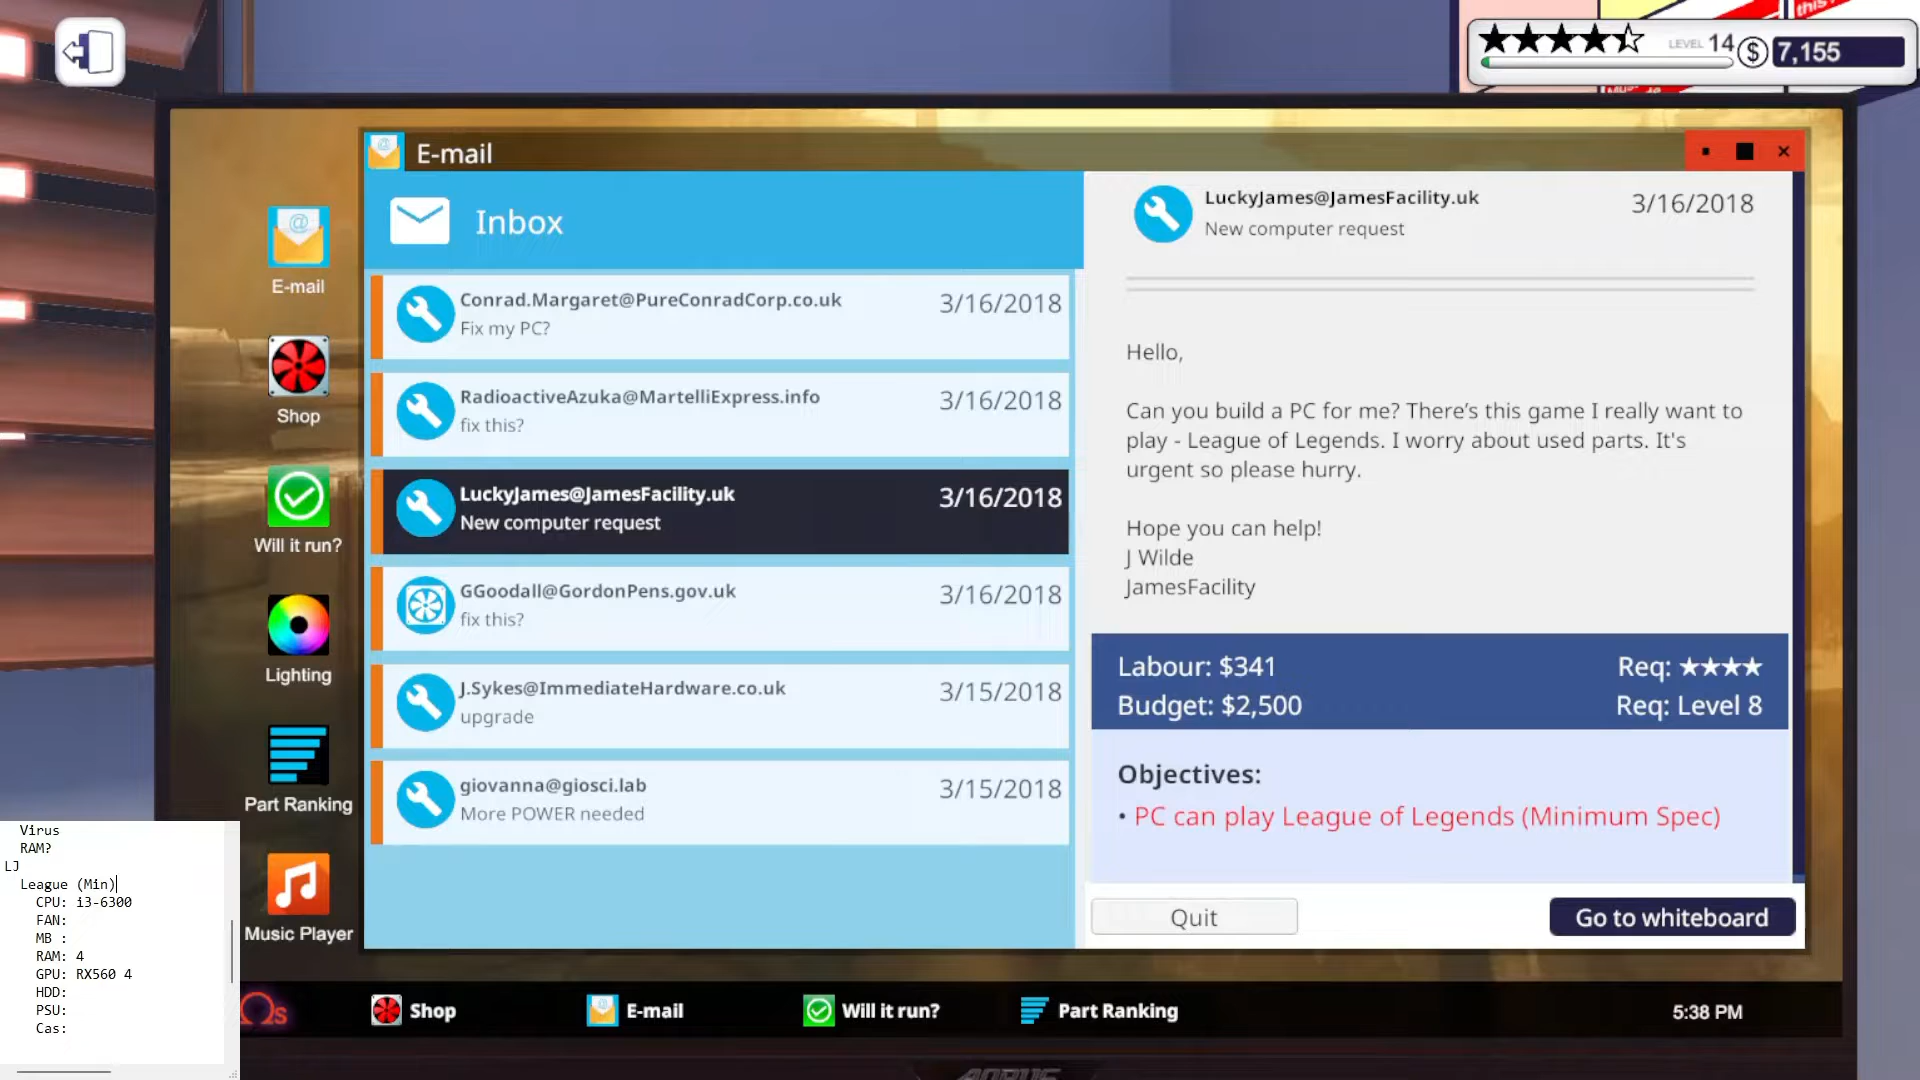 LEVEL 14
$ 7,155
E-mail
Inbox
Conrad.Margaret@PureConradCorp.co.uk
3/16/2018
Fix my PC?
RadioactiveAzuka@MartelliExpress.info
3/16/2018
fix this?
LuckyJames@JamesFacility.uk
3/16/2018
New computer request
GGoodall@GordonPens.gov.uk
3/16/2018
fix this?
J.Sykes@ImmediateHardware.co.uk
3/15/2018
upgrade
giovanna@giosci.lab
3/15/2018
More POWER needed
LuckyJames@JamesFacility.uk
3/16/2018
New computer request
Hello,
Can you build a PC for me? There's this game I really want to
play - League of Legends. I worry about used parts. It's
urgent so please hurry.
Hope you can help!
J Wilde
JamesFacility
Labour: $341
Req: ★★★★
Budget: $2,500
Req: Level 8
Objectives:
• PC can play League of Legends (Minimum Spec)
Quit
Go to whiteboard
E-mail
Shop
Will it run?
Lighting
Part Ranking
Music Player
Virus
RAM?
LJ
League (Min)
CPU: i3-6300
FAN:
MB :
RAM: 4
GPU: RX560 4
HDD:
PSU:
Cas:
Ωs
Shop
E-mail
Will it run?
Part Ranking
5:38 PM
AORUS